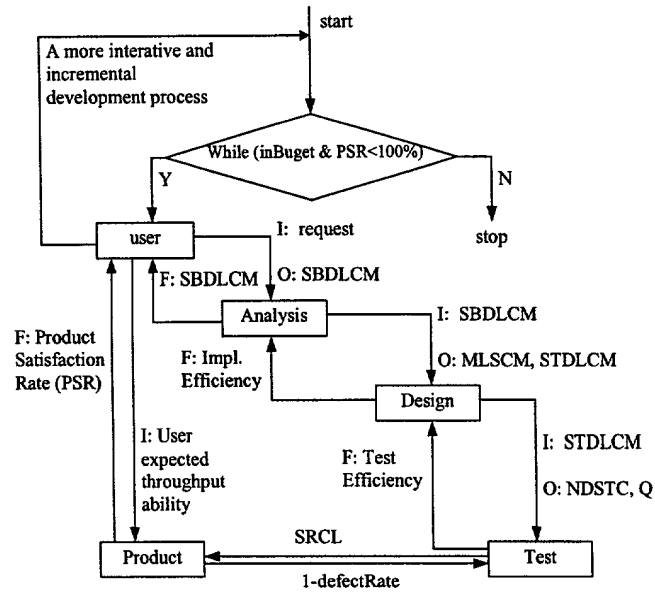 start
A more interative and
incremental
development process
While (inBuget & PSR<100%)
Y
N
stop
user
I: request
F: SBDLCM
O: SBDLCM
Analysis
I: SBDLCM
F: Product
Satisfaction
Rate (PSR)
F: Impl.
Efficiency
O: MLSCM, STDLCM
Design
I: User
expected
throughput
ability
F: Test
Efficiency
I: STDLCM
O: NDSTC, Q
SRCL
Product
Test
1-defectRate